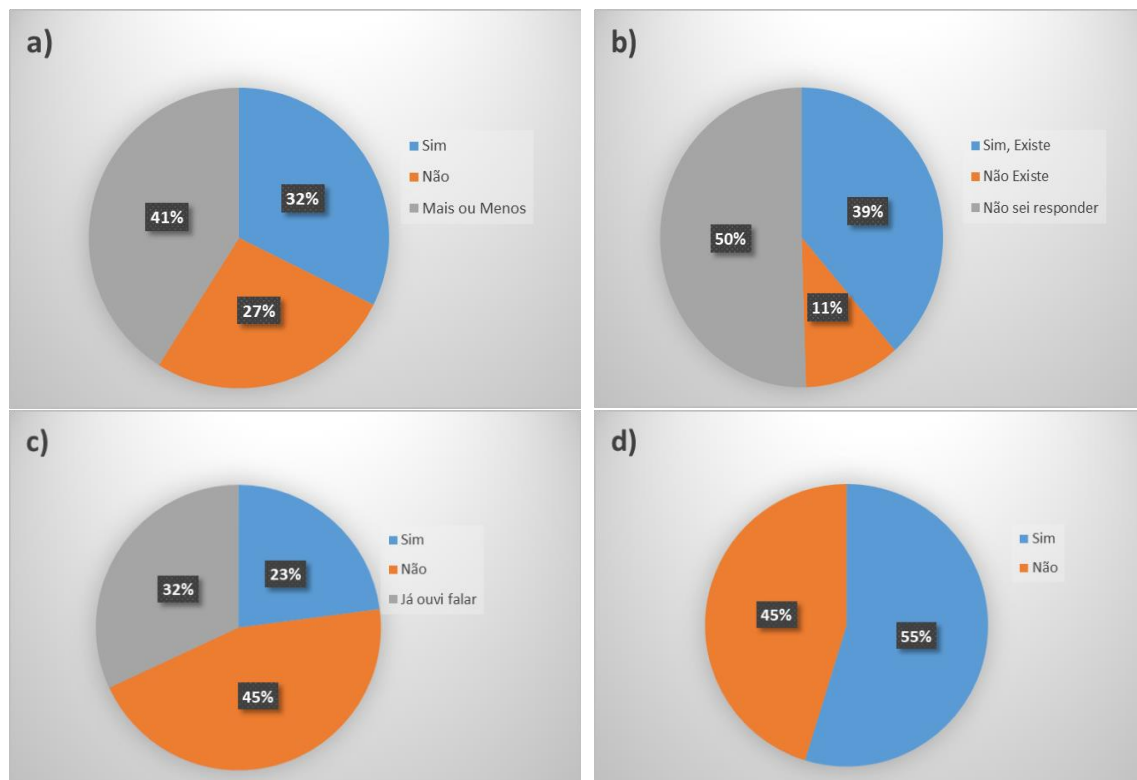 a)
Sim
Não
Mais ou Menos
32%
27%
41%
b)
Sim, Existe
Não Existe
Não sei responder
39%
11%
50%
c)
Sim
Não
Já ouvi falar
23%
45%
32%
d)
Sim
Não
55%
45%